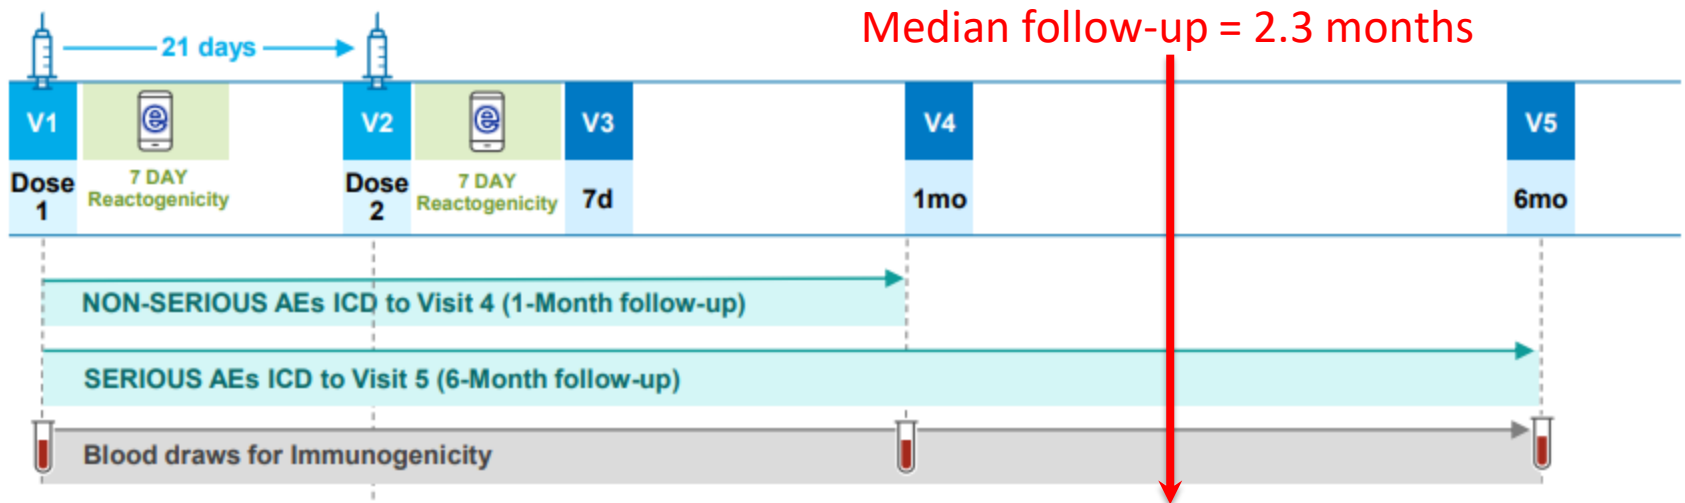 Median follow-up = 2.3 months
21 days
V1
e
V2
e
V3
V4
V5
Dose
1
7 DAY
Reactogenicity
Dose
2
7 DAY
Reactogenicity
7d
1mo
6mo
NON-SERIOUS AEs ICD to Visit 4 (1-Month follow-up)
SERIOUS AEs ICD to Visit 5 (6-Month follow-up)
Blood draws for Immunogenicity